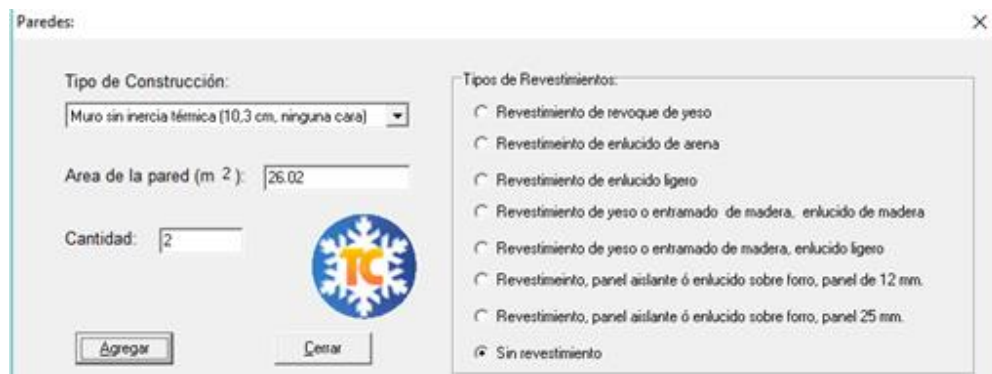 Paredes:
Tipo de Construcción:
Muro sin inercia térmica (10,3 cm, ninguna cara)
Area de la pared (m 2 ): 26.02
Cantidad: 2
TC
Agregar Cerrar
Tipos de Revestimientos:
Revestimiento de revoque de yeso
Revestimeinto de enlucido de arena
Revestimiento de enlucido ligero
Revestimiento de yeso o entramado de madera, enlucido de madera
Revestimiento de yeso o entramado de madera, enlucido ligero
Revestimeinto, panel aislante ó enlucido sobre forro, panel de 12 mm.
Revestimiento, panel aislante ó enlucido sobre forro, panel 25 mm.
Sin revestimiento